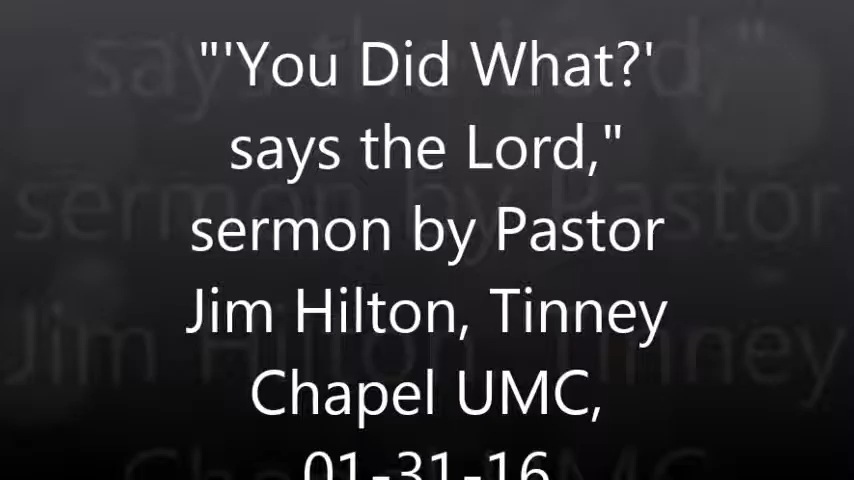 "'You Did What?'
says the Lord,"
sermon by Pastor
Jim Hilton, Tinney
Chapel UMC,
01-31-16